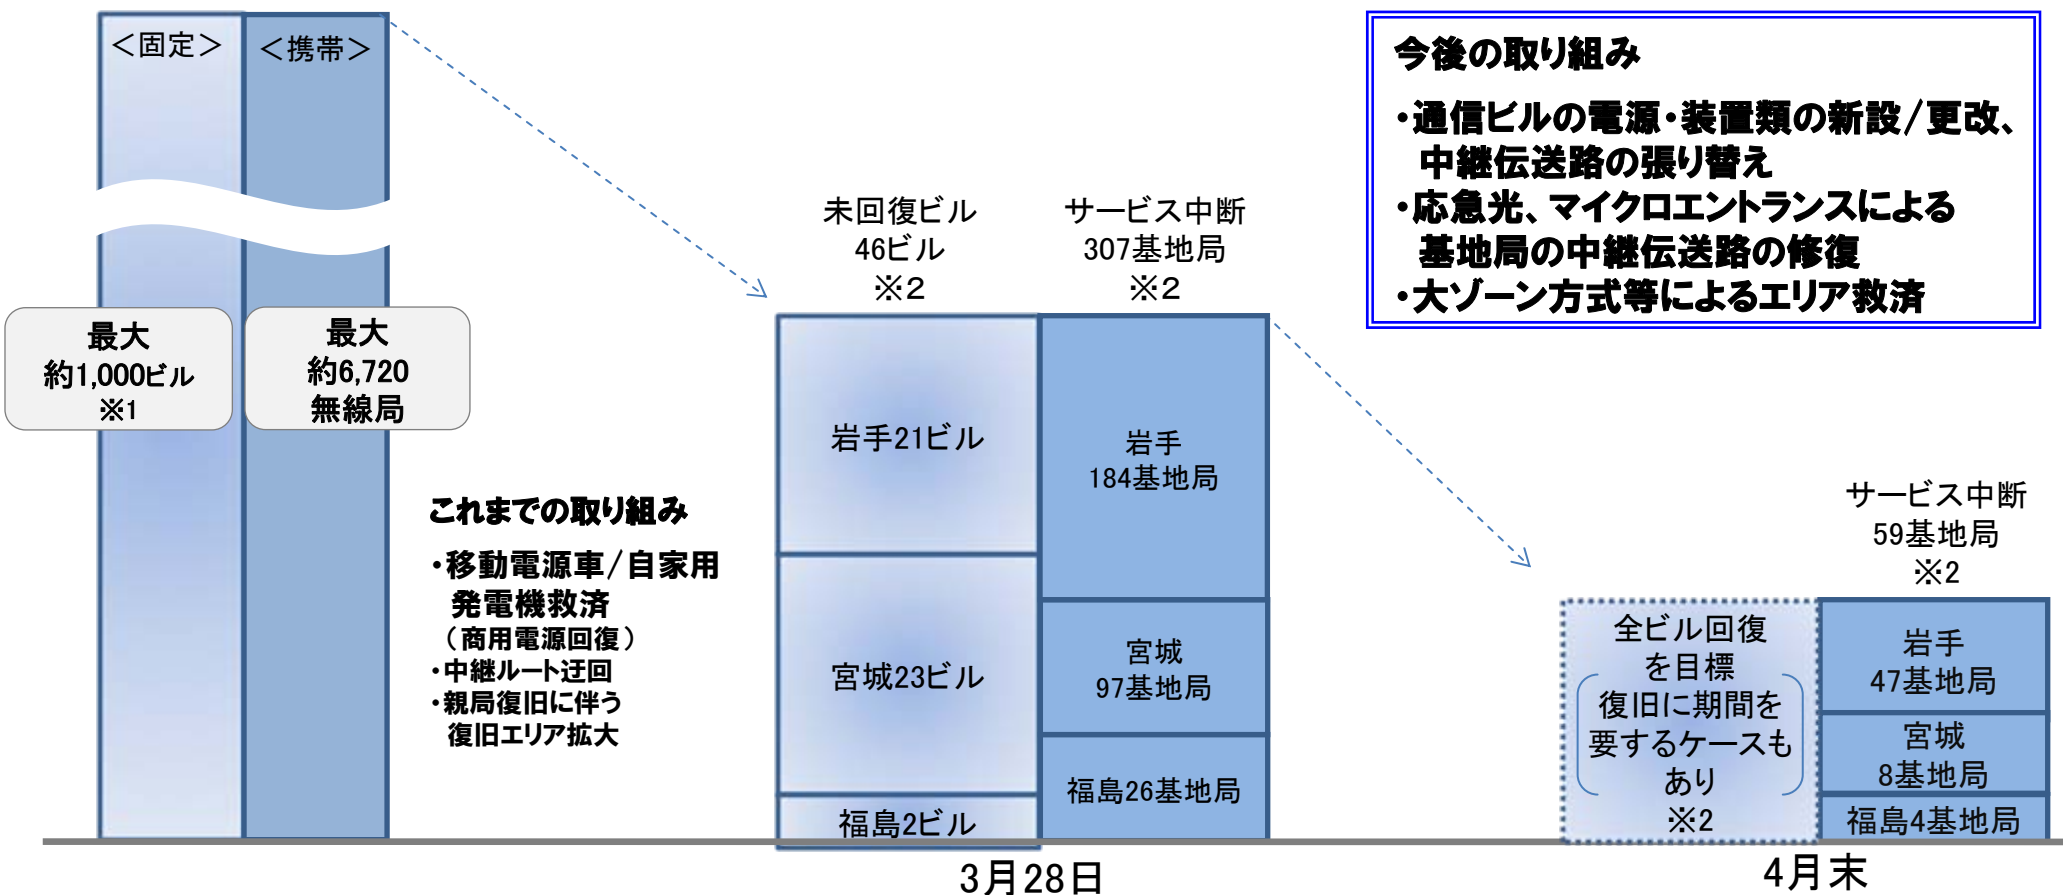 ＜固定＞
＜携帯＞
最大
約1,000ビル
※1
最大
約6,720
無線局
これまでの取り組み
・移動電源車/自家用
発電機救済
（商用電源回復）
・中継ルート迂回
・親局復旧に伴う
復旧エリア拡大
未回復ビル
46ビル
※2
サービス中断
307基地局
※2
岩手21ビル
宮城23ビル
福島2ビル
岩手
184基地局
宮城
97基地局
福島26基地局
3月28日
今後の取り組み
・通信ビルの電源・装置類の新設/更改、
中継伝送路の張り替え
・応急光、マイクロエントランスによる
基地局の中継伝送路の修復
・大ゾーン方式等によるエリア救済
サービス中断
59基地局
※2
全ビル回復
を目標
復旧に期間を
要するケースも
あり
※2
岩手
47基地局
宮城
8基地局
福島4基地局
4月末